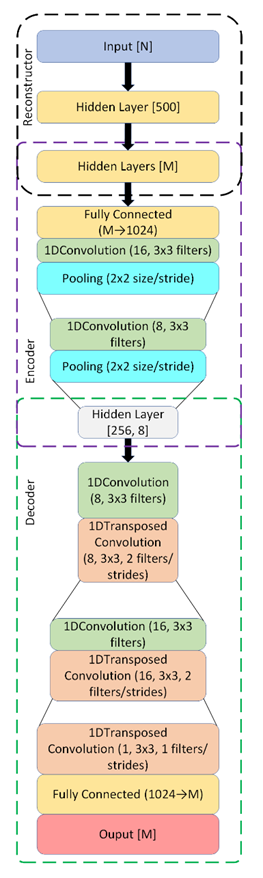 Reconstructor
Input [N]
Hidden Layer [500]
Hidden Layers [M]
Encoder
Fully Connected
(M→1024)
1DConvolution (16, 3x3 filters)
Pooling (2x2 size/stride)
1DConvolution (8, 3x3
filters)
Pooling (2x2 size/stride)
Hidden Layer
[256, 8]
Decoder
1DConvolution
(8, 3x3 filters)
1DTransposed
Convolution
(8, 3x3, 2 filters/
strides)
1DConvolution (16, 3x3
filters)
1DTransposed
Convolution (16, 3x3, 2
filters/strides)
1DTransposed
Convolution (1, 3x3, 1 filters/
strides)
Fully Connected (1024→M)
Ouput [M]